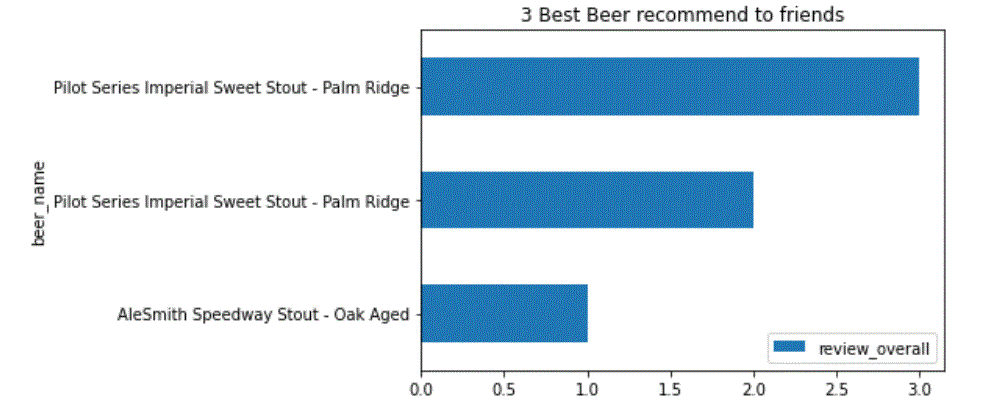 3 Best Beer recommend to friends
Pilot Series Imperial Sweet Stout - Palm Ridge
Pilot Series Imperial Sweet Stout - Palm Ridge
AleSmith Speedway Stout - Oak Aged
beer_name
review_overall
0.0 0.5 1.0 1.5 2.0 2.5 3.0